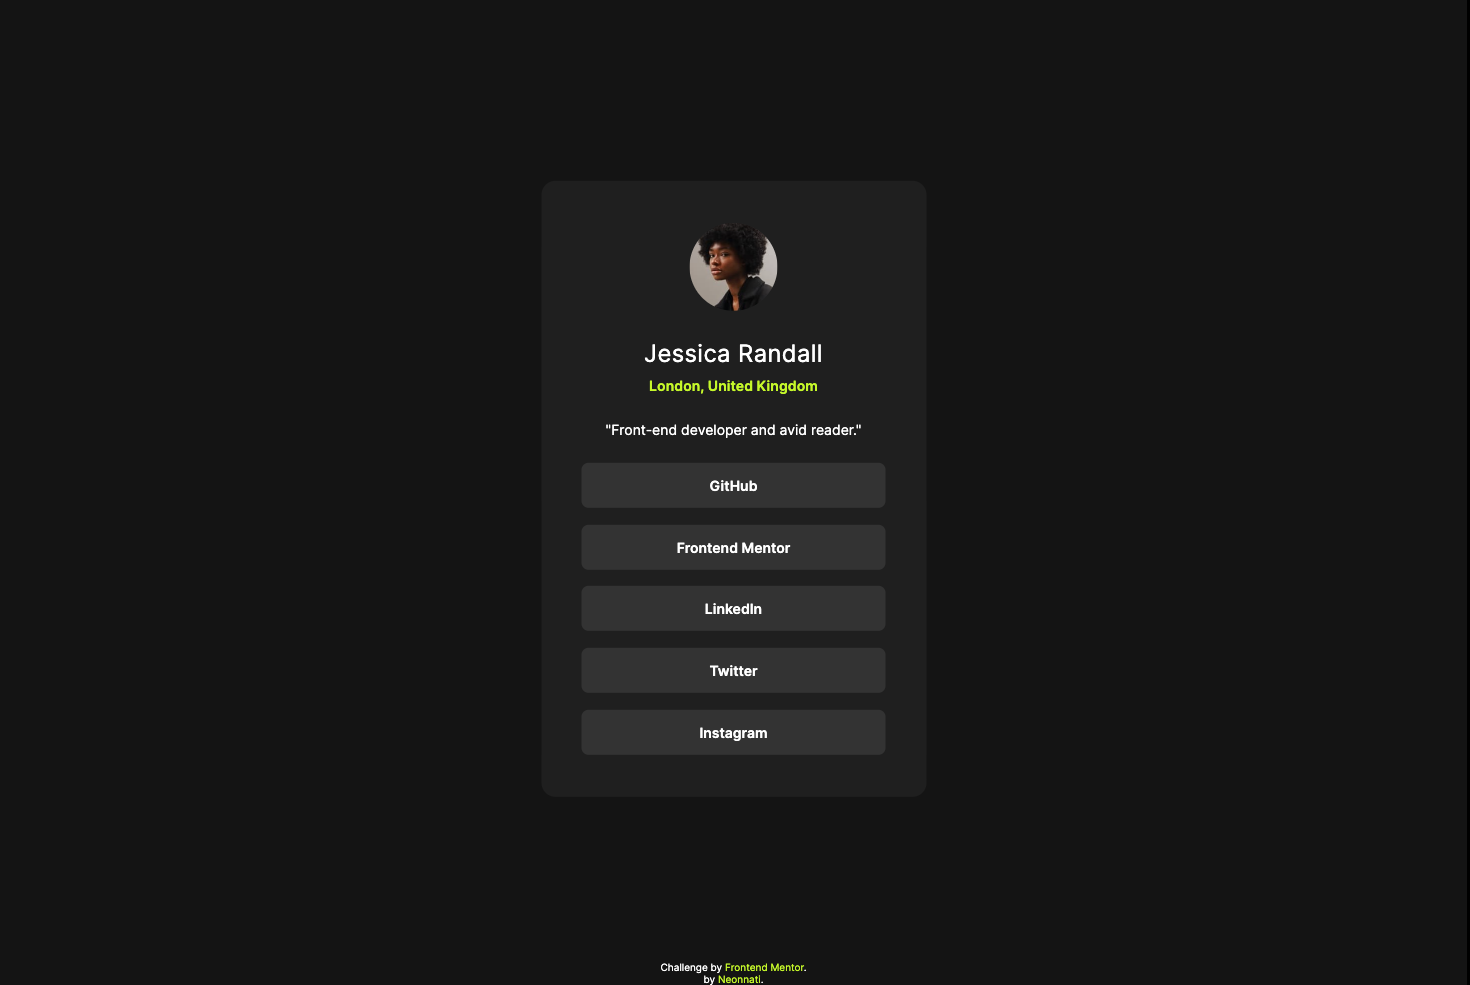 Jessica Randall
London, United Kingdom
"Front-end developer and avid reader."
GitHub
Frontend Mentor
LinkedIn
Twitter
Instagram
Challenge by Frontend Mentor.
by Neonnati.